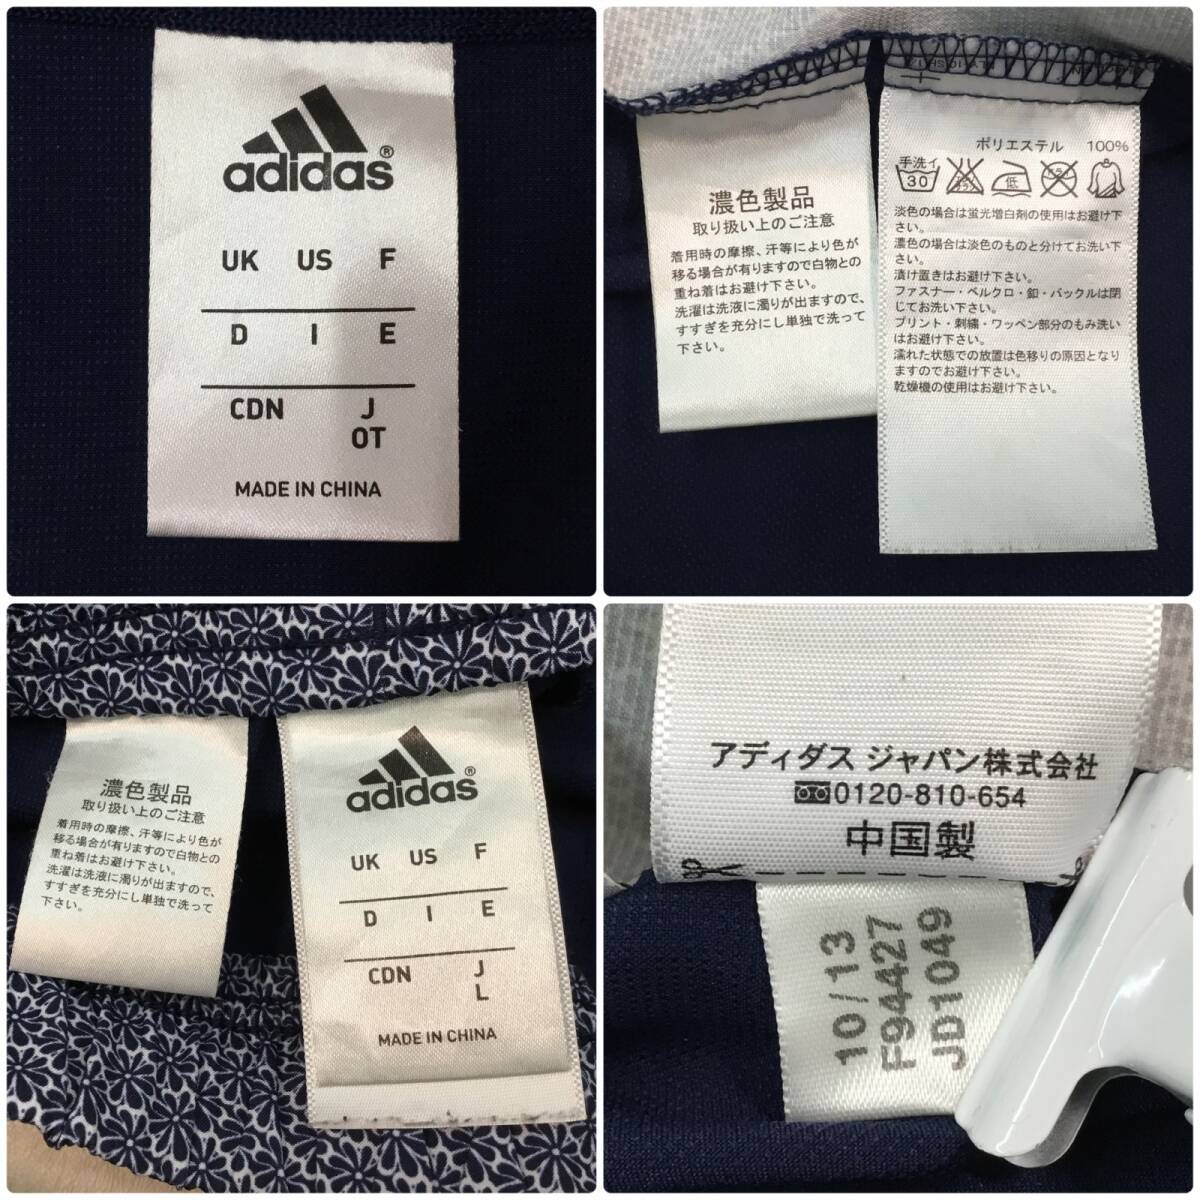 adidas®
UK US F
D I E
CDN J
OT
MADE IN CHINA
濃色製品
取り扱い上のご注意
着用時の摩擦、汗等により色が
移る場合が有りますので白物との
重ね着はお避け下さい。
洗濯は洗液に濁りが出ますので、
すすぎを充分にし単独で洗って
下さい。
ポリエステル 100%
手洗イ
30
低
淡色の場合は蛍光増白剤の使用はお避け下
さい。
濃色の場合は淡色のものと分けてお洗い下
さい。
漬け置きはお避け下さい。
ファスナー・ベルクロ・釦・バックルは閉
じてお洗い下さい。
プリント・刺繍・ワッペン部分のもみ洗い
はお避け下さい。
濡れた状態での放置は色移りの原因となり
ますのでお避け下さい。
乾燥機の使用はお避け下さい。
濃色製品
取り扱い上のご注意
着用時の摩擦、汗等により色が
移る場合が有りますので白物との
重ね着はお避け下さい。
洗濯は洗液に濁りが出ますので、
すすぎを充分にし単独で洗って
下さい。
adidas®
UK US F
D I E
CDN J
L
MADE IN CHINA
アディダス ジャパン株式会社
0120-810-654
中国製
10/13
F94427
JD1049